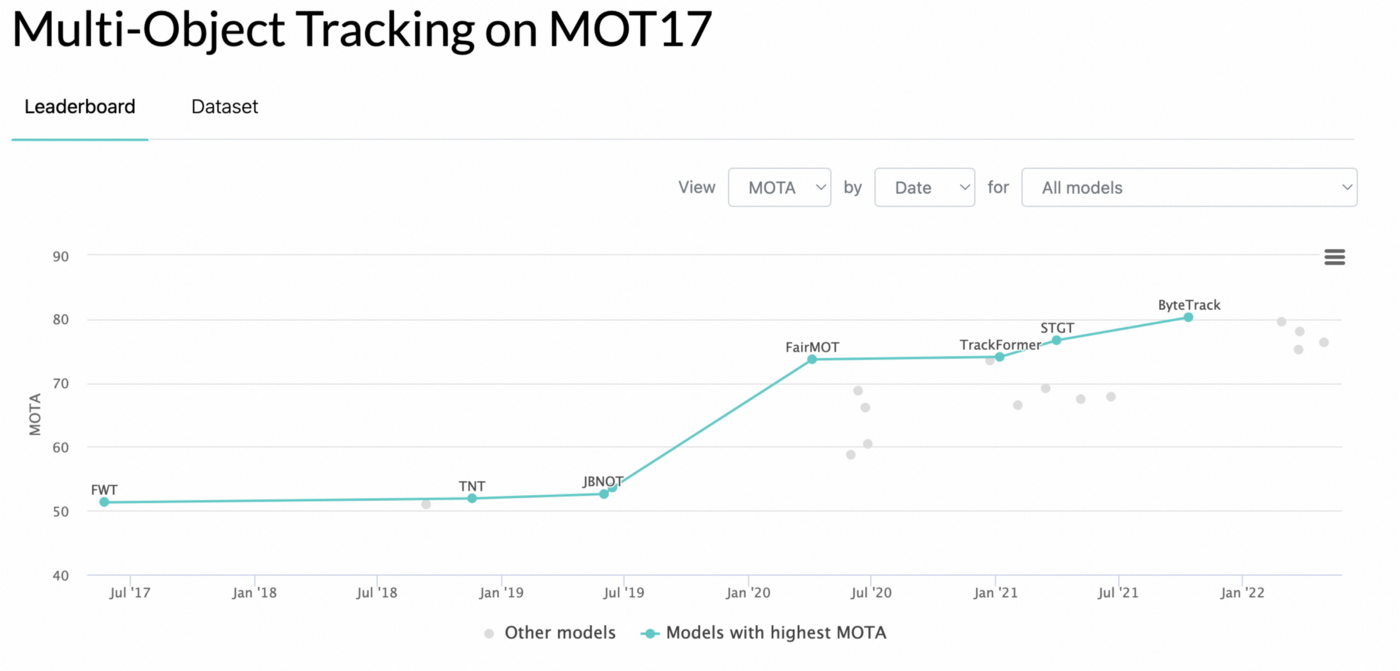 Multi-Object Tracking on MOT17
Leaderboard Dataset
View MOTA by Date for All models
90
80
70
60
50
40
MOTA
FWT
TNT
JBNOT
FairMOT
TrackFormer
STGT
ByteTrack
Jul '17 Jan '18 Jul '18 Jan '19 Jul '19 Jan '20 Jul '20 Jan '21 Jul '21 Jan '22
Other models Models with highest MOTA